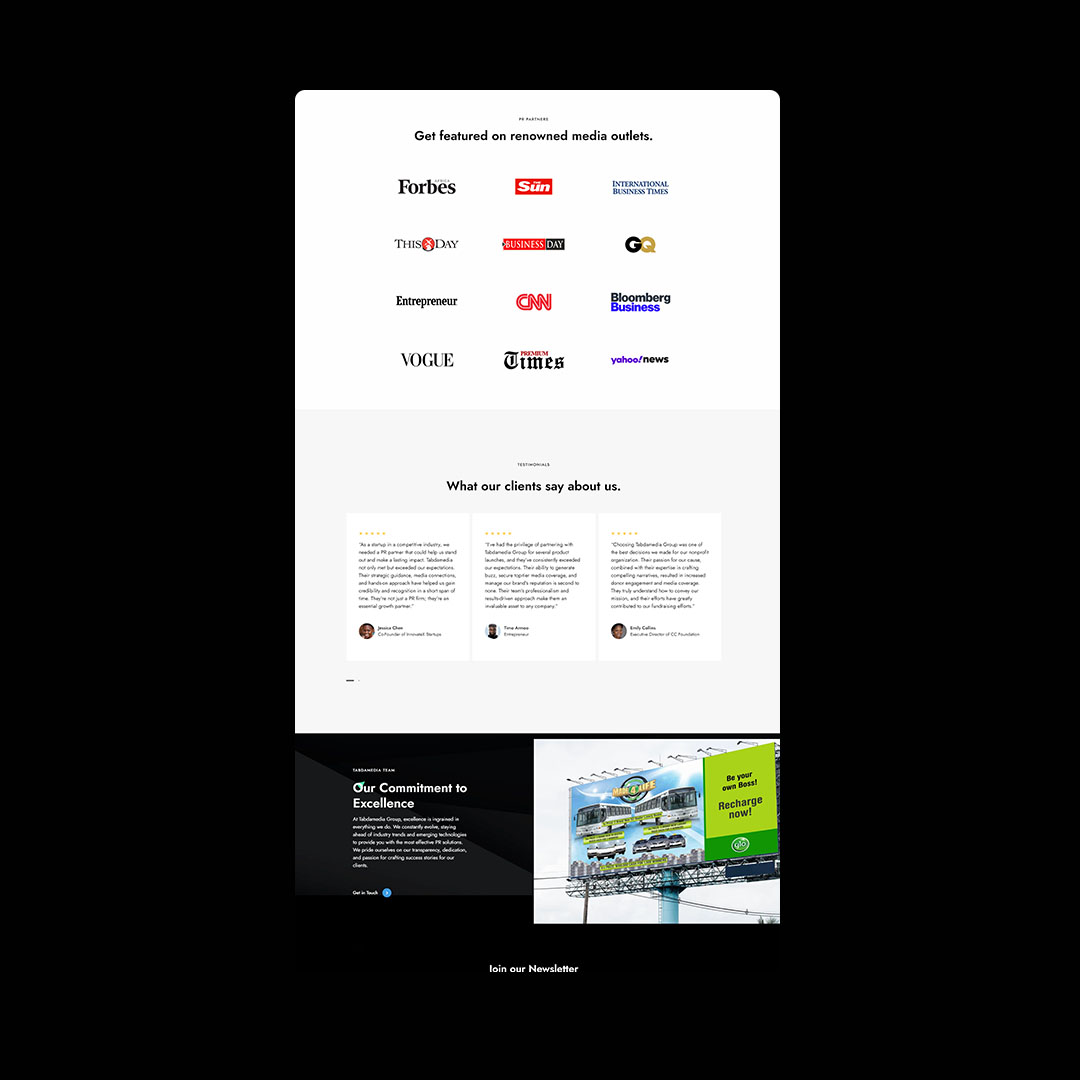 PR PARTNERS
Get featured on renowned media outlets.
Forbes
AFRICA
THE Sun
INTERNATIONAL
BUSINESS TIMES
THISDAY
BUSINESS DAY
GQ
Entrepreneur
CNN
Bloomberg
Business
VOGUE
PREMIUM
Times
yahoo!news
TESTIMONIALS
What our clients say about us.
"As a startup in a competitive industry, we
needed a PR partner that could help us stand
out and make a lasting impact. Tabdamedia
not only met but exceeded our expectations.
Their strategic guidance, media connections,
and hands-on approach have helped us gain
credibility and recognition in a short span of
time. They're not just a PR firm; they're an
essential growth partner."
Jessica Chen
Co-Founder of InnovateX Startups
"I've had the privilege of partnering with
Tabdamedia Group for several product
launches, and they've consistently exceeded
our expectations. Their ability to generate
buzz, secure top-tier media coverage, and
manage our brand's reputation is second to
none. Their team's professionalism and
results-driven approach make them an
invaluable asset to any company."
Time Armoo
Entrepreneur
"Choosing Tabdamedia Group was one of
the best decisions we made for our nonprofit
organization. Their passion for our cause,
combined with their expertise in crafting
compelling narratives, resulted in increased
donor engagement and media coverage.
They truly understand how to convey our
mission, and their efforts have greatly
contributed to our fundraising efforts."
Emily Collins
Executive Director of CC Foundation
TABDAMEDIA TEAM
Our Commitment to
Excellence
At Tabdamedia Group, excellence is ingrained in
everything we do. We constantly evolve, staying
ahead of industry trends and emerging technologies
to provide you with the most effective PR solutions.
We pride ourselves on our transparency, dedication,
and passion for crafting success stories for our
clients.
Get in Touch
MADE 4 LIFE
Be your
own Boss!
Recharge
now!
glo
Join our Newsletter